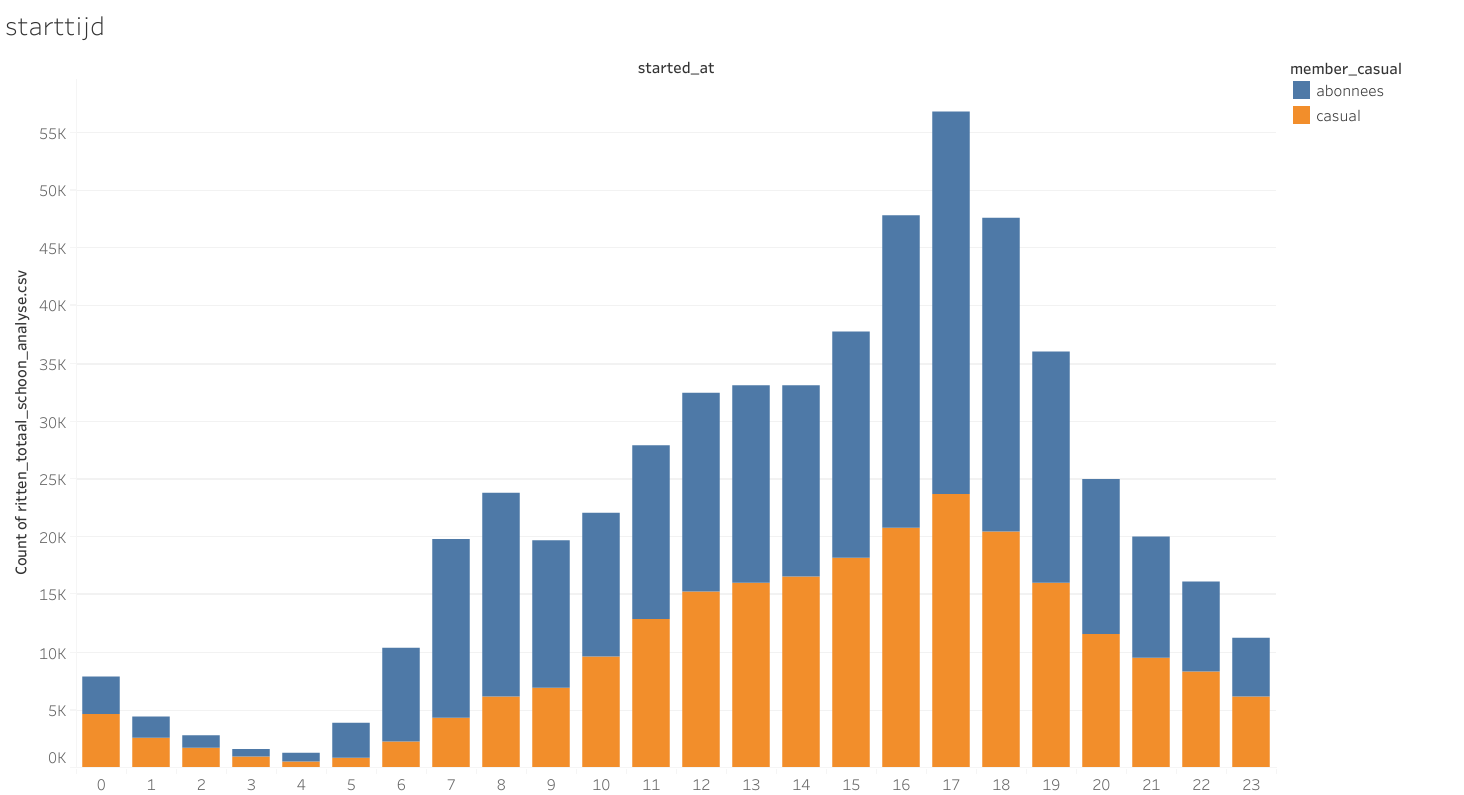 starttijd
started_at
member_casual
abonnees
casual
Count of ritten_totaal_schoon_analyse.csv
55K
50K
45K
40K
35K
30K
25K
20K
15K
10K
5K
0K
0 1 2 3 4 5 6 7 8 9 10 11 12 13 14 15 16 17 18 19 20 21 22 23